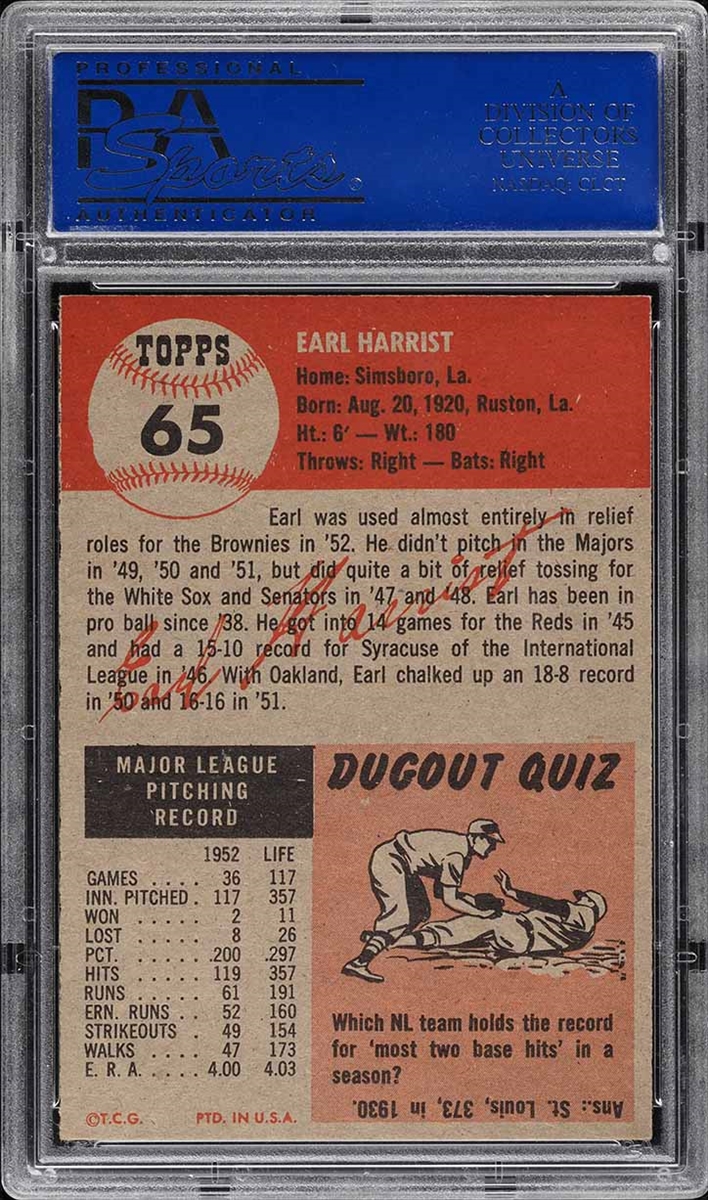 PROFESSIONAL
PSA
Sports
AUTHENTICATOR
A
DIVISION OF
COLLECTORS
UNIVERSE
NASDAQ: CLCT
TOPPS
65
EARL HARRIST
Home: Simsboro, La.
Born: Aug. 20, 1920, Ruston, La.
Ht.: 6′ — Wt.: 180
Throws: Right — Bats: Right
Earl was used almost entirely in relief
roles for the Brownies in '52. He didn't pitch in the Majors
in '49, '50 and '51, but did quite a bit of relief tossing for
the White Sox and Senators in '47 and '48. Earl has been in
pro ball since '38. He got into 14 games for the Reds in '45
and had a 15-10 record for Syracuse of the International
League in '46. With Oakland, Earl chalked up an 18-8 record
in '50 and 16-16 in '51.
Earl Harrist
MAJOR LEAGUE
PITCHING
RECORD
1952 LIFE
GAMES . . . . 36 117
INN. PITCHED . 117 357
WON . . . . . 2 11
LOST . . . . . 8 26
PCT. . . . . . .200 .297
HITS . . . . . 119 357
RUNS . . . . . 61 191
ERN. RUNS . . 52 160
STRIKEOUTS . 49 154
WALKS . . . . 47 173
E. R. A. . . . . 4.00 4.03
©T.C.G. PTD. IN U.S.A.
DUGOUT QUIZ
Which NL team holds the record
for 'most two base hits' in a
season?
Ans.: St. Louis, 373, in 1930.